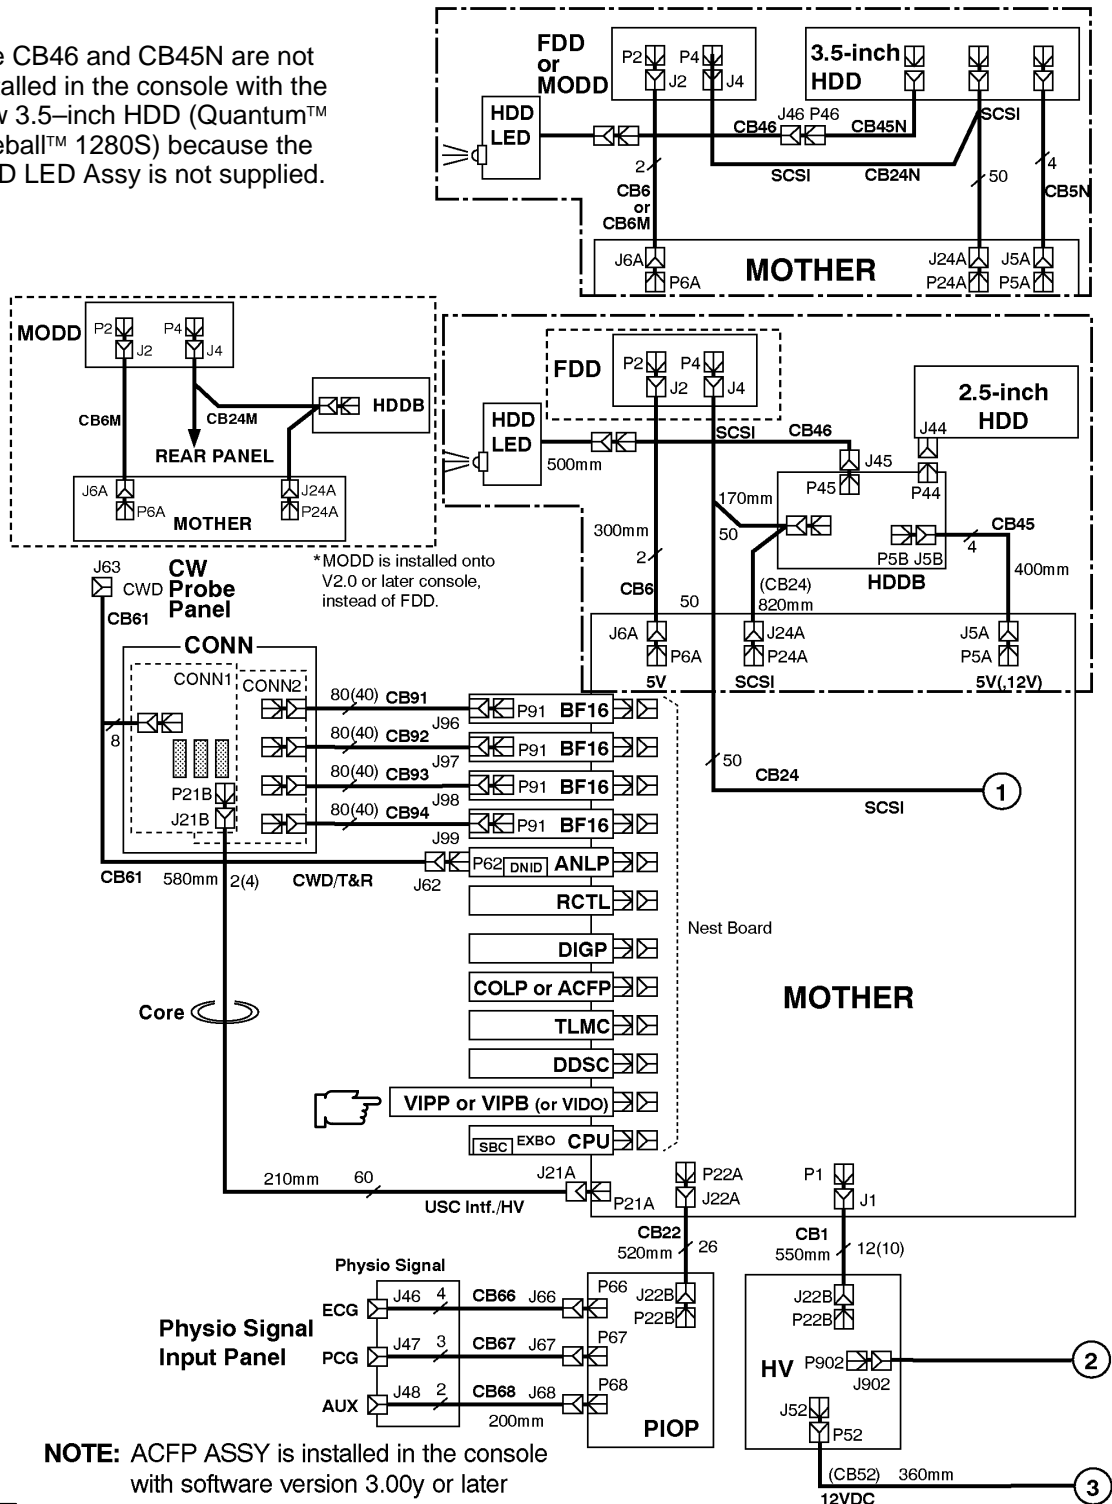 CB46 and CB45N are not
alled in the console with the
3.5–inch HDD (Quantum™
eball™ 1280S) because the
D LED Assy is not supplied.
FDD
or
MODD
P2
P4
J2
J4
3.5-inch
HDD
HDD
LED
J46 P46
CB46
CB45N
SCSI
2
SCSI
CB24N
50
4
CB5N
CB6
or
CB6M
J6A
P6A
MOTHER
J24A
P24A
J5A
P5A
MODD
P2
P4
J2
J4
CB6M
CB24M
HDDB
REAR PANEL
J6A
P6A
MOTHER
J24A
P24A
*MODD is installed onto
V2.0 or later console,
instead of FDD.
FDD
P2
P4
J2
J4
HDD
LED
500mm
SCSI
CB46
2.5-inch
HDD
J44
J45
P45
P44
170mm
50
300mm
2
CB6
50
P5B J5B
HDDB
CB45
4
400mm
(CB24)
820mm
J6A
P6A
5V
J24A
P24A
SCSI
J5A
P5A
5V(,12V)
J63
CWD
CW
Probe
Panel
CB61
CONN
CONN1
CONN2
8
P21B
J21B
80(40) CB91
J96
P91 BF16
80(40) CB92
J97
P91 BF16
80(40) CB93
J98
P91 BF16
80(40) CB94
J99
P91 BF16
50
CB24
SCSI
1
CB61
580mm
2(4)
CWD/T&R
J62
P62 DNID ANLP
RCTL
Nest Board
DIGP
COLP or ACFP
MOTHER
Core
TLMC
DDSC
VIPP or VIPB (or VIDO)
SBC EXBO CPU
210mm
60
USC Intf./HV
J21A
P21A
P22A
J22A
P1
J1
CB22
520mm
26
CB1
550mm
12(10)
Physio Signal
Physio Signal
Input Panel
ECG
J46 4 CB66 J66
P66
PCG
J47 3 CB67 J67
P67
AUX
J48 2 CB68 J68
P68
200mm
J22B
P22B
PIOP
J22B
P22B
HV
P902
J902
2
J52
P52
NOTE: ACFP ASSY is installed in the console
with software version 3.00y or later
(CB52) 360mm
12VDC
3